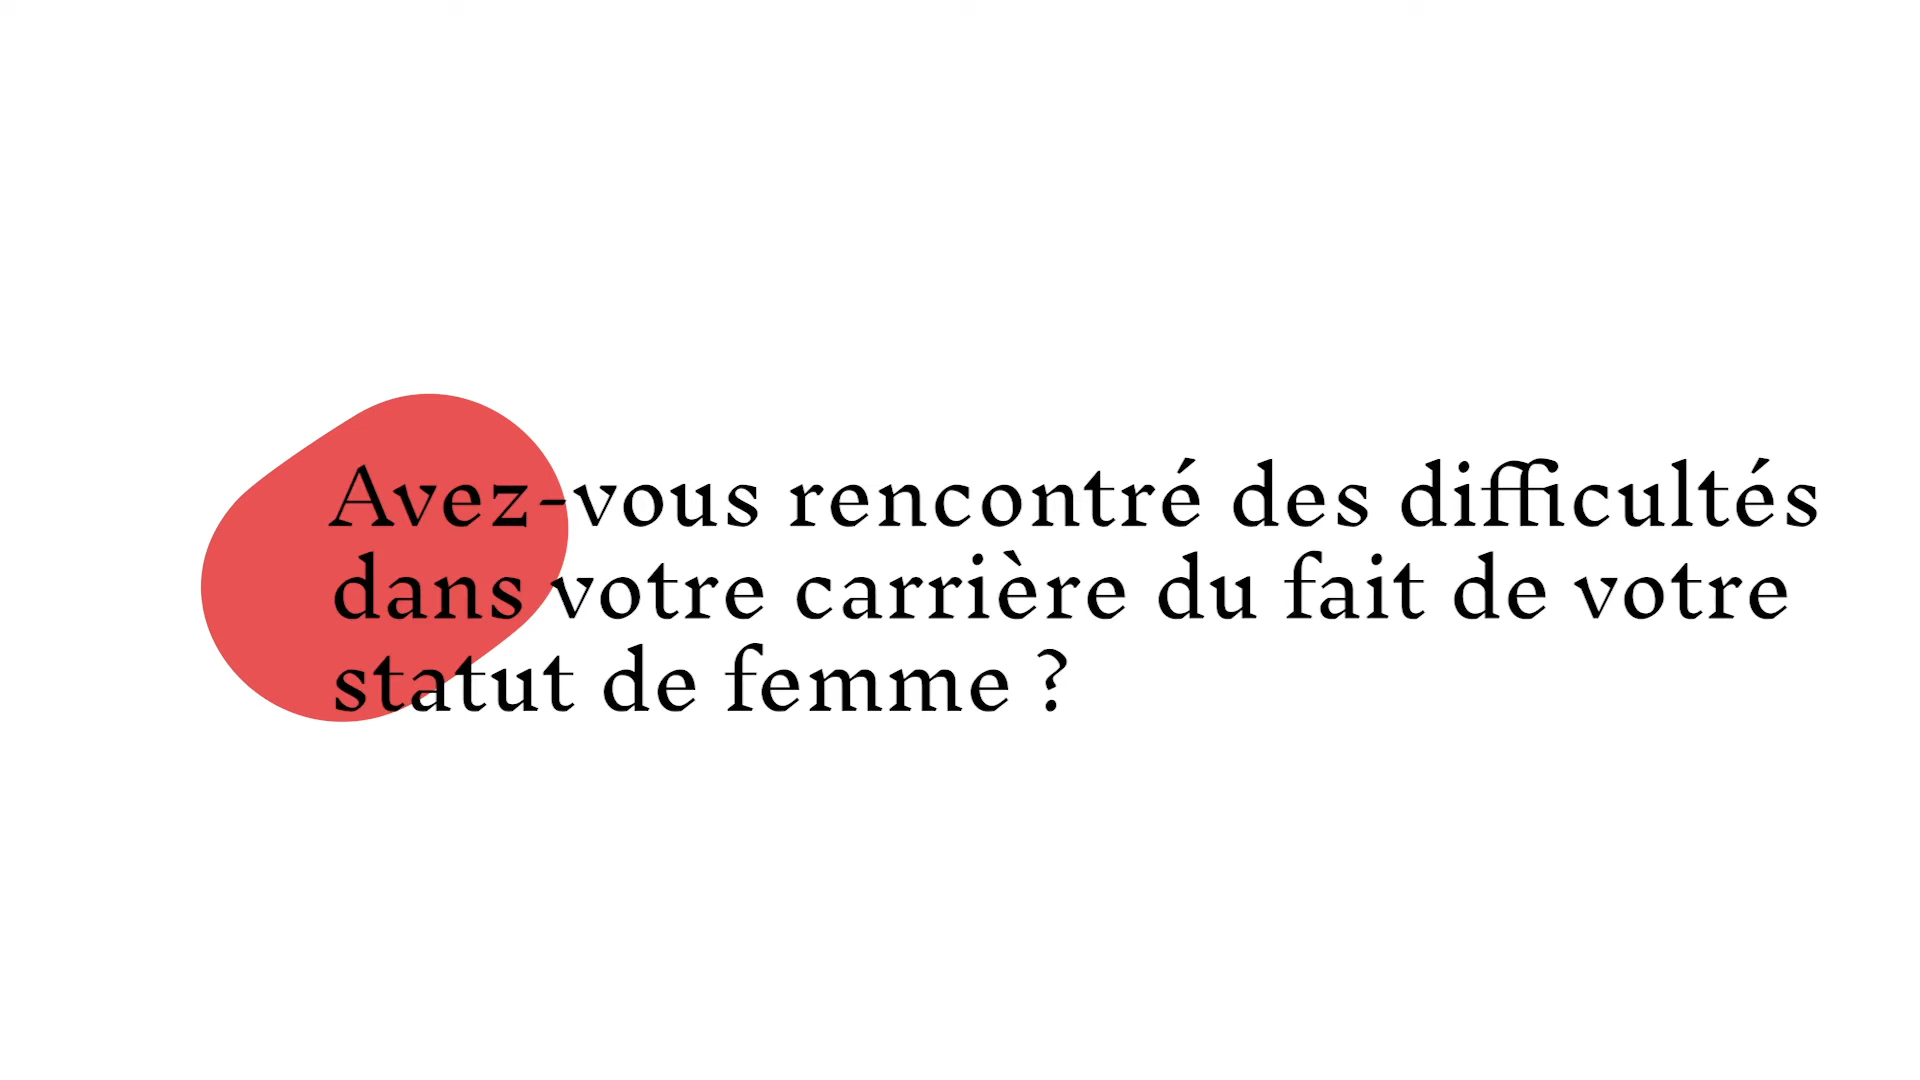 Avez-vous rencontré des difficultés
dans votre carrière du fait de votre
statut de femme ?